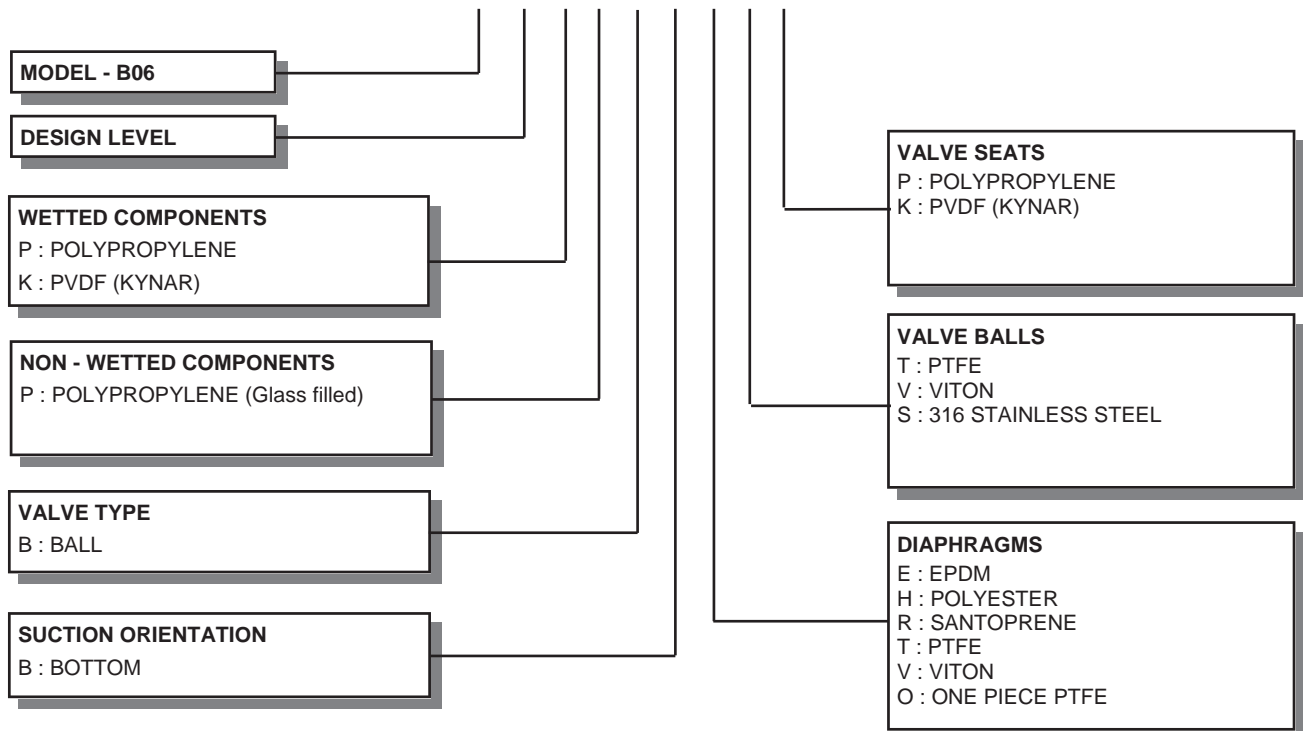 MODEL - B06
DESIGN LEVEL
WETTED COMPONENTS
P : POLYPROPYLENE
K : PVDF (KYNAR)
NON - WETTED COMPONENTS
P : POLYPROPYLENE (Glass filled)
VALVE TYPE
B : BALL
SUCTION ORIENTATION
B : BOTTOM
VALVE SEATS
P : POLYPROPYLENE
K : PVDF (KYNAR)
VALVE BALLS
T : PTFE
V : VITON
S : 316 STAINLESS STEEL
DIAPHRAGMS
E : EPDM
H : POLYESTER
R : SANTOPRENE
T : PTFE
V : VITON
O : ONE PIECE PTFE